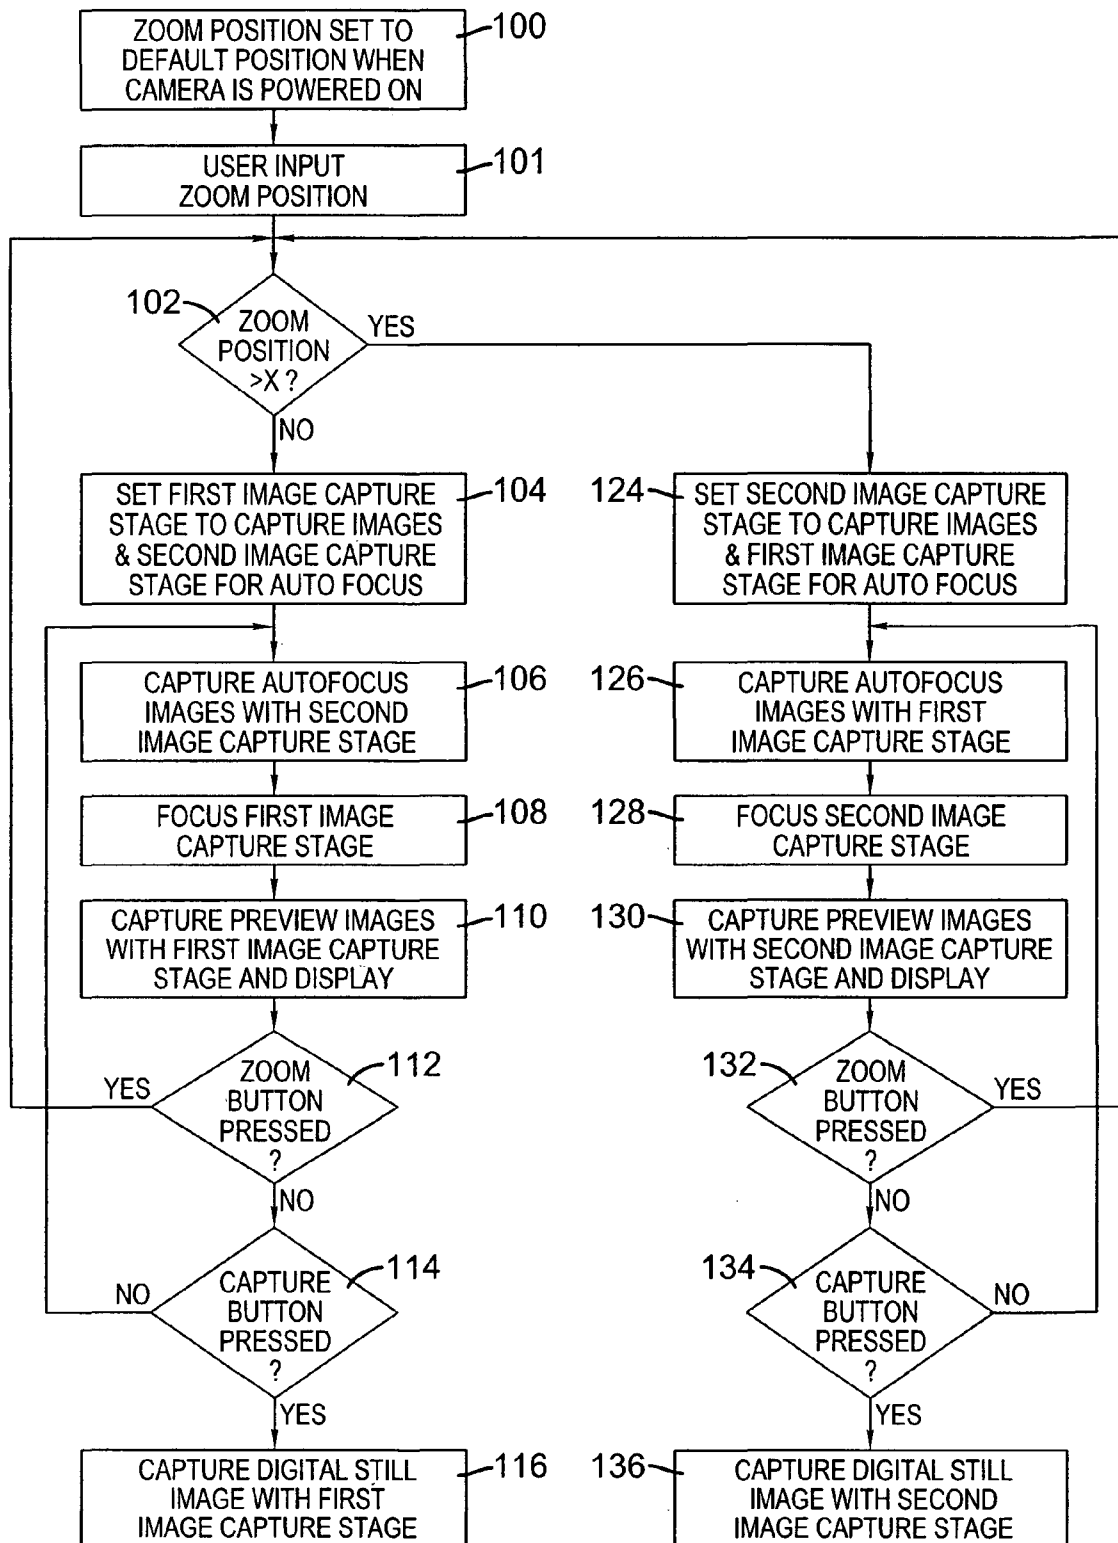 ZOOM POSITION SET TO
DEFAULT POSITION WHEN
CAMERA IS POWERED ON
100
USER INPUT
ZOOM POSITION
101
102
ZOOM
POSITION
>X ?
YES
NO
SET FIRST IMAGE CAPTURE
STAGE TO CAPTURE IMAGES
& SECOND IMAGE CAPTURE
STAGE FOR AUTO FOCUS
104
CAPTURE AUTOFOCUS
IMAGES WITH SECOND
IMAGE CAPTURE STAGE
106
FOCUS FIRST IMAGE
CAPTURE STAGE
108
CAPTURE PREVIEW IMAGES
WITH FIRST IMAGE CAPTURE
STAGE AND DISPLAY
110
ZOOM
BUTTON
PRESSED
?
112
YES
NO
CAPTURE
BUTTON
PRESSED
?
114
NO
YES
CAPTURE DIGITAL STILL
IMAGE WITH FIRST
IMAGE CAPTURE STAGE
116
124
SET SECOND IMAGE CAPTURE
STAGE TO CAPTURE IMAGES
& FIRST IMAGE CAPTURE
STAGE FOR AUTO FOCUS
126
CAPTURE AUTOFOCUS
IMAGES WITH FIRST
IMAGE CAPTURE STAGE
128
FOCUS SECOND IMAGE
CAPTURE STAGE
130
CAPTURE PREVIEW IMAGES
WITH SECOND IMAGE CAPTURE
STAGE AND DISPLAY
132
ZOOM
BUTTON
PRESSED
?
YES
NO
134
CAPTURE
BUTTON
PRESSED
?
NO
YES
136
CAPTURE DIGITAL STILL
IMAGE WITH SECOND
IMAGE CAPTURE STAGE